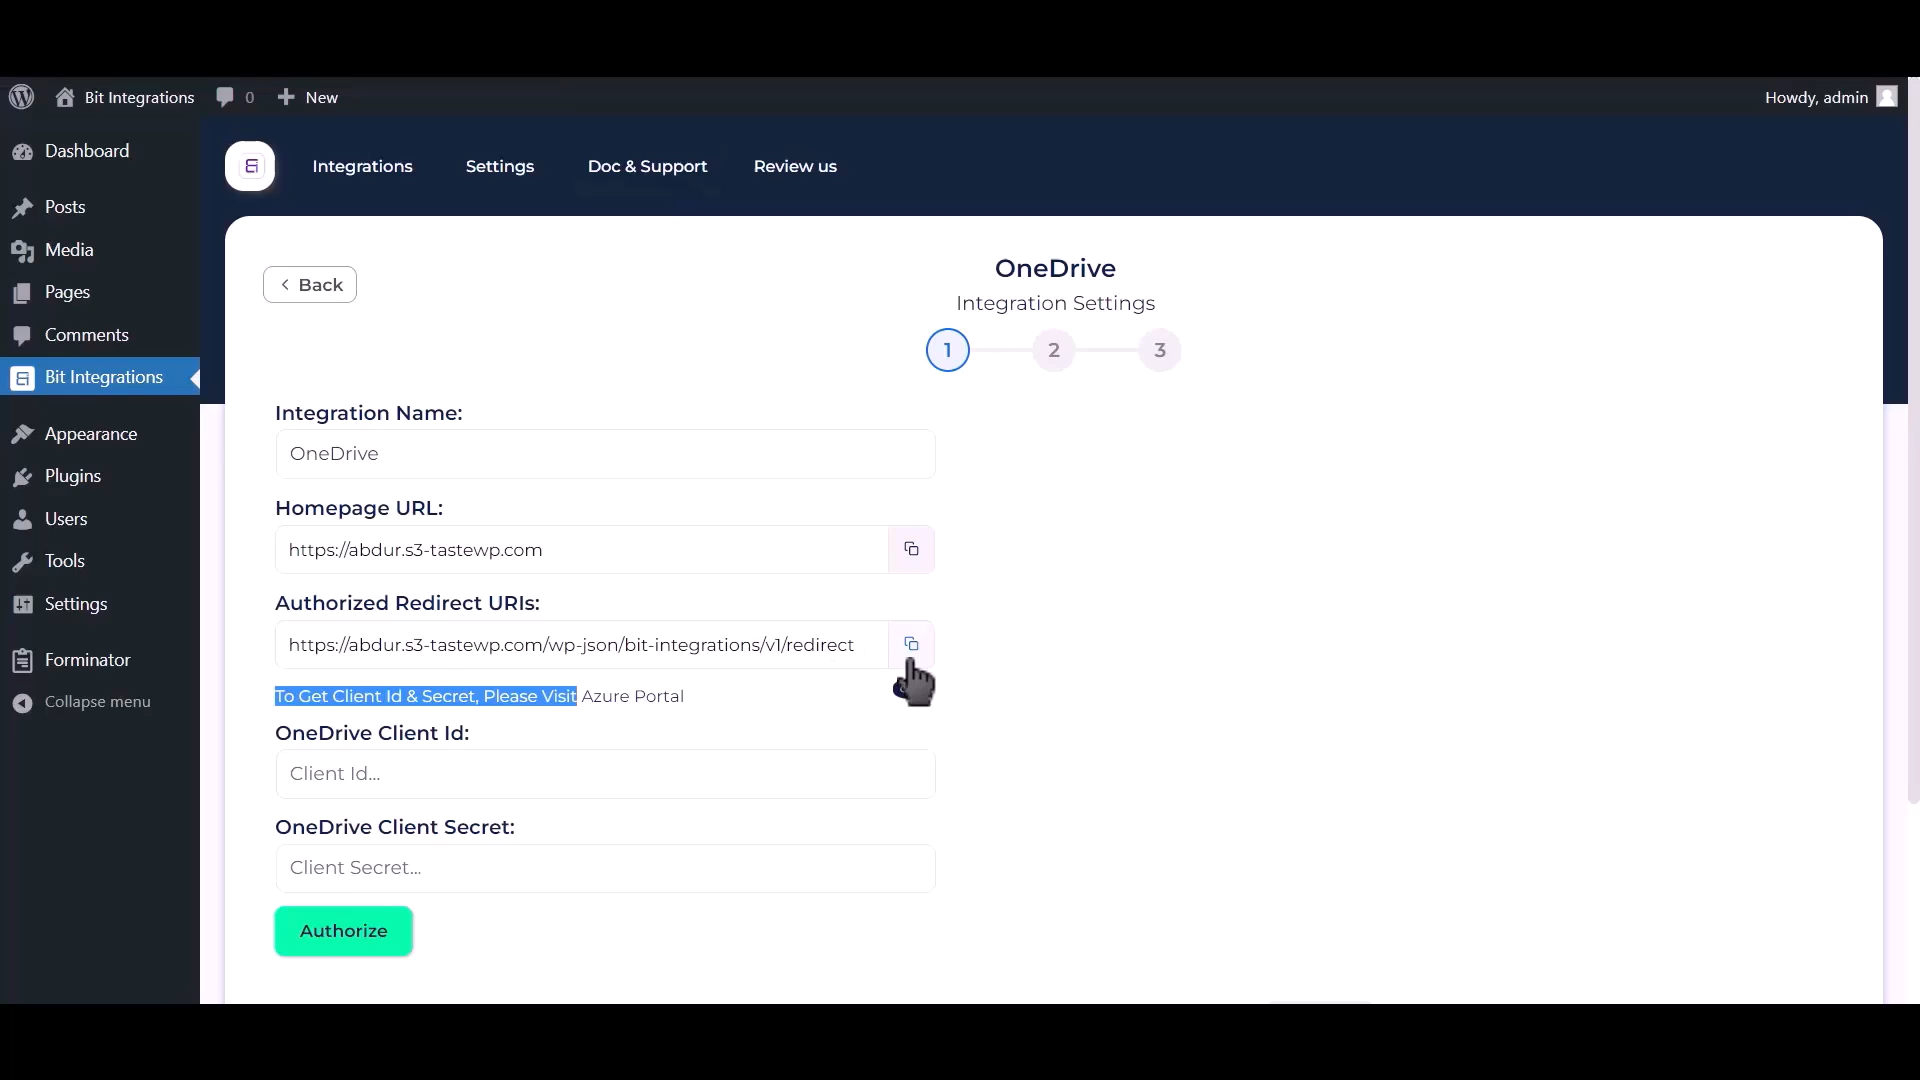 Bit Integrations
0
New
Howdy, admin
Dashboard
Posts
Media
Pages
Comments
Bit Integrations
Appearance
Plugins
Users
Tools
Settings
Forminator
Collapse menu
Integrations
Settings
Doc & Support
Review us
Back
OneDrive
Integration Settings
1
2
3
Integration Name:
OneDrive
Homepage URL:
https://abdur.s3-tastewp.com
Authorized Redirect URIs:
https://abdur.s3-tastewp.com/wp-json/bit-integrations/v1/redirect
To Get Client Id & Secret, Please Visit Azure Portal
OneDrive Client Id:
Client Id...
OneDrive Client Secret:
Client Secret...
Authorize